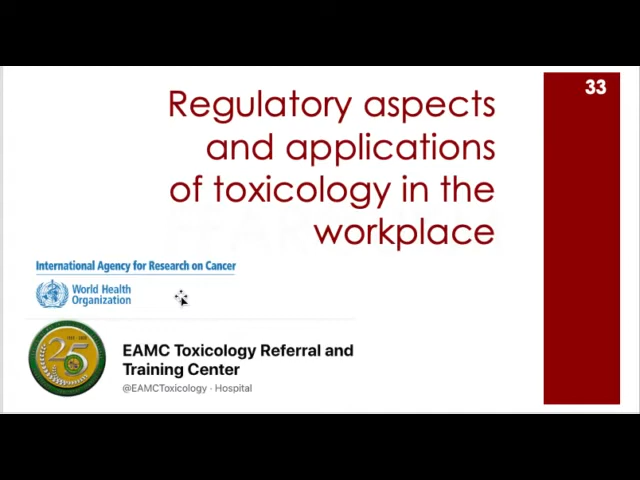 33
Regulatory aspects
and applications
of toxicology in the
workplace
International Agency for Research on Cancer
World Health
Organization
25
EAMC Toxicology Referral and
Training Center
@EAMCToxicology · Hospital